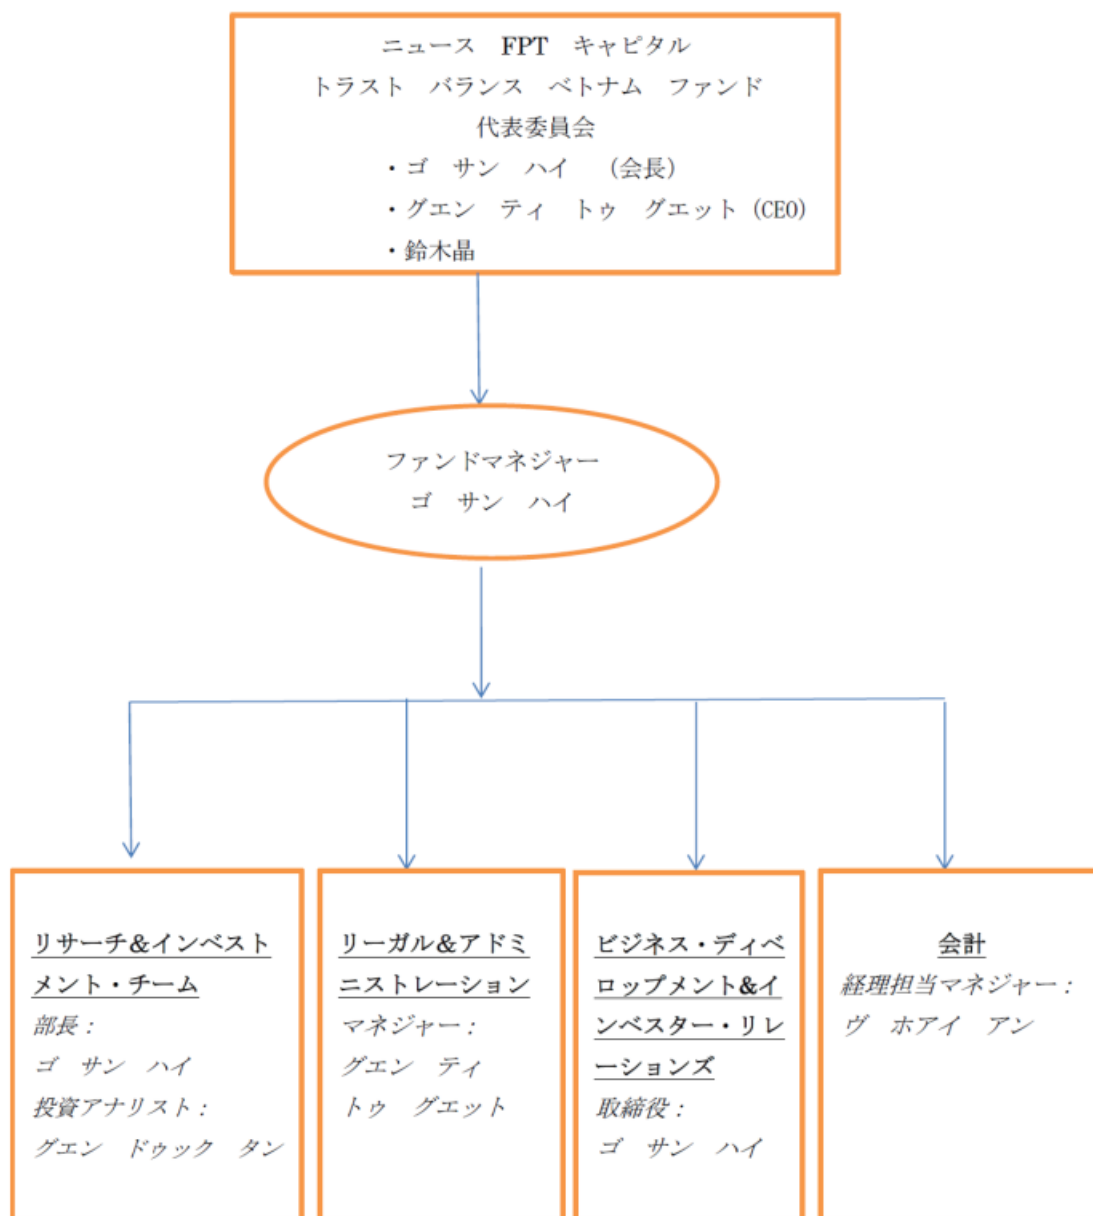 ニュース　FPT　キャピタル
トラスト　バランス　ベトナム　ファンド
代表委員会
・ゴ　サン　ハイ　（会長）
・グエン　ティ　トゥ　グエット（CEO）
・鈴木晶
ファンドマネジャー
ゴ　サン　ハイ
リサーチ＆インベスト
メント・チーム
部長：
ゴ　サン　ハイ
投資アナリスト：
グエン　ドゥック　タン
リーガル＆アドミ
ニストレーション
マネジャー：
グエン　ティ
トゥ　グエット
ビジネス・ディベ
ロップメント&イ
ンベスター・リレ
ーションズ
取締役：
ゴ　サン　ハイ
会計
経理担当マネジャー：
ヴ　ホアイ　アン